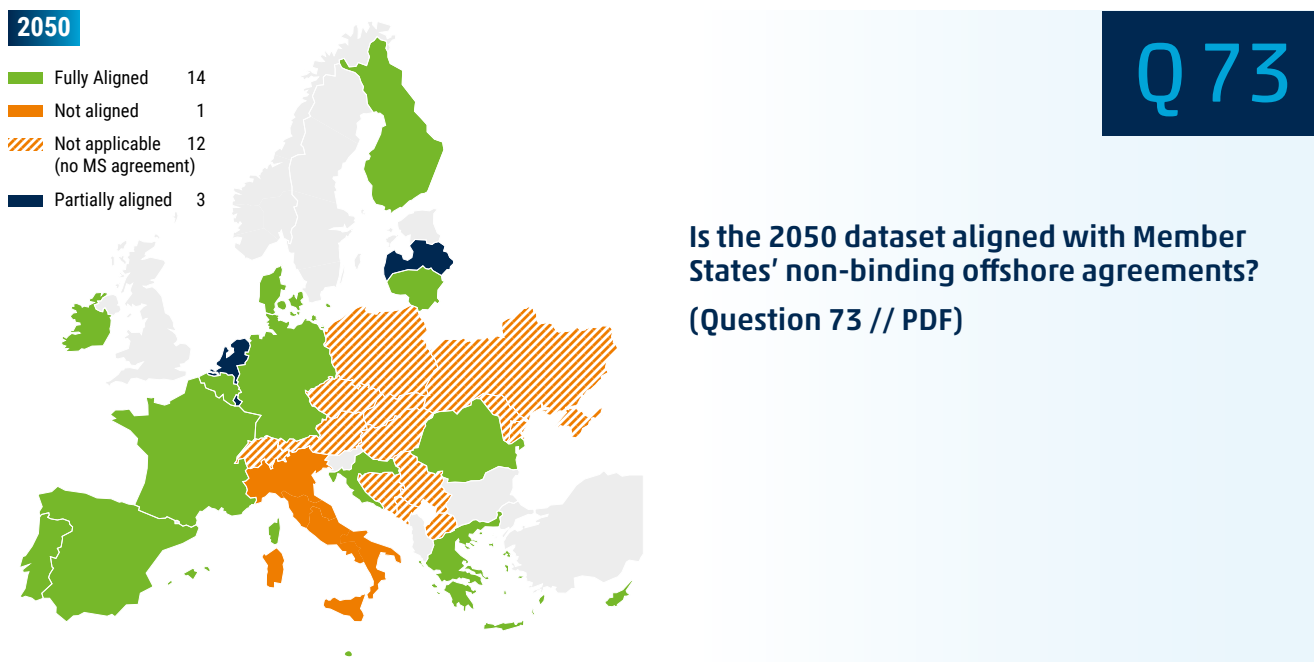 2050
Fully Aligned 14
Not aligned 1
Not applicable 12
(no MS agreement)
Partially aligned 3
Q 73
Is the 2050 dataset aligned with Member
States’ non-binding offshore agreements?
(Question 73 // PDF)